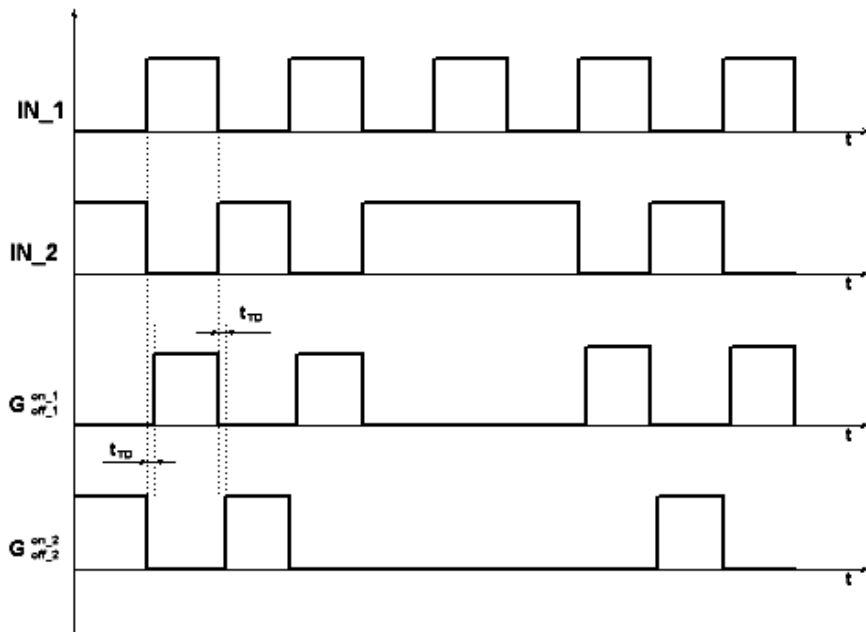 IN_1
t
IN_2
t
t_TD
G on_1 off_1
t
t_TD
G on_2 off_2
t